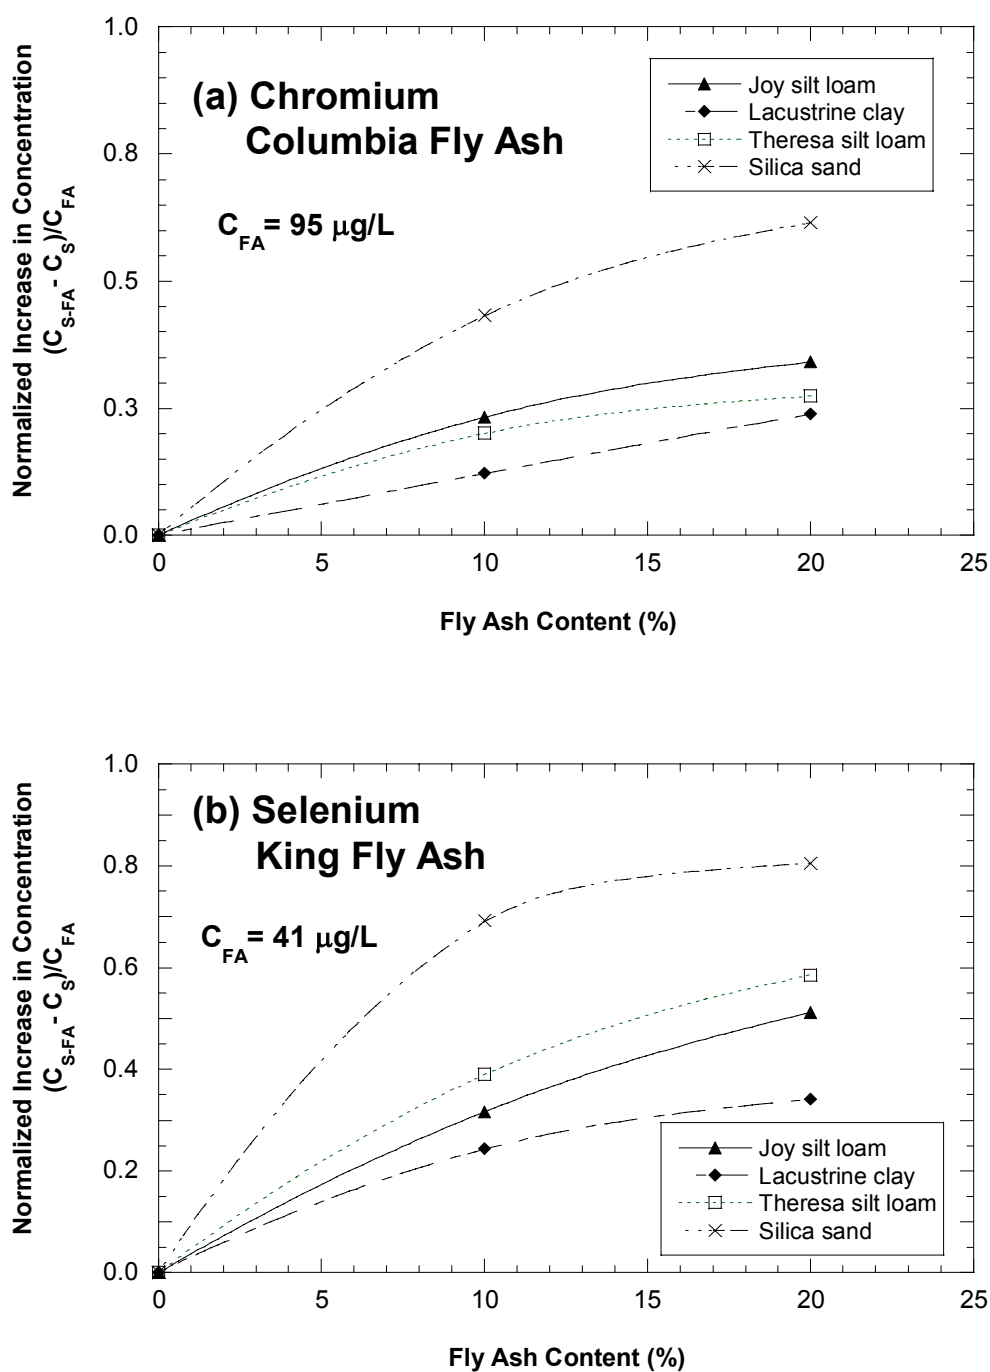 1.0
0.8
0.5
0.3
0.0
Normalized Increase in Concentration
(C_S-FA - C_S)/C_FA
(a) Chromium
Columbia Fly Ash
C_FA= 95 μg/L
Joy silt loam
Lacustrine clay
Theresa silt loam
Silica sand
0 5 10 15 20 25
Fly Ash Content (%)
1.0
0.8
0.6
0.4
0.2
0.0
Normalized Increase in Concentration
(C_S-FA - C_S)/C_FA
(b) Selenium
King Fly Ash
C_FA= 41 μg/L
Joy silt loam
Lacustrine clay
Theresa silt loam
Silica sand
0 5 10 15 20 25
Fly Ash Content (%)